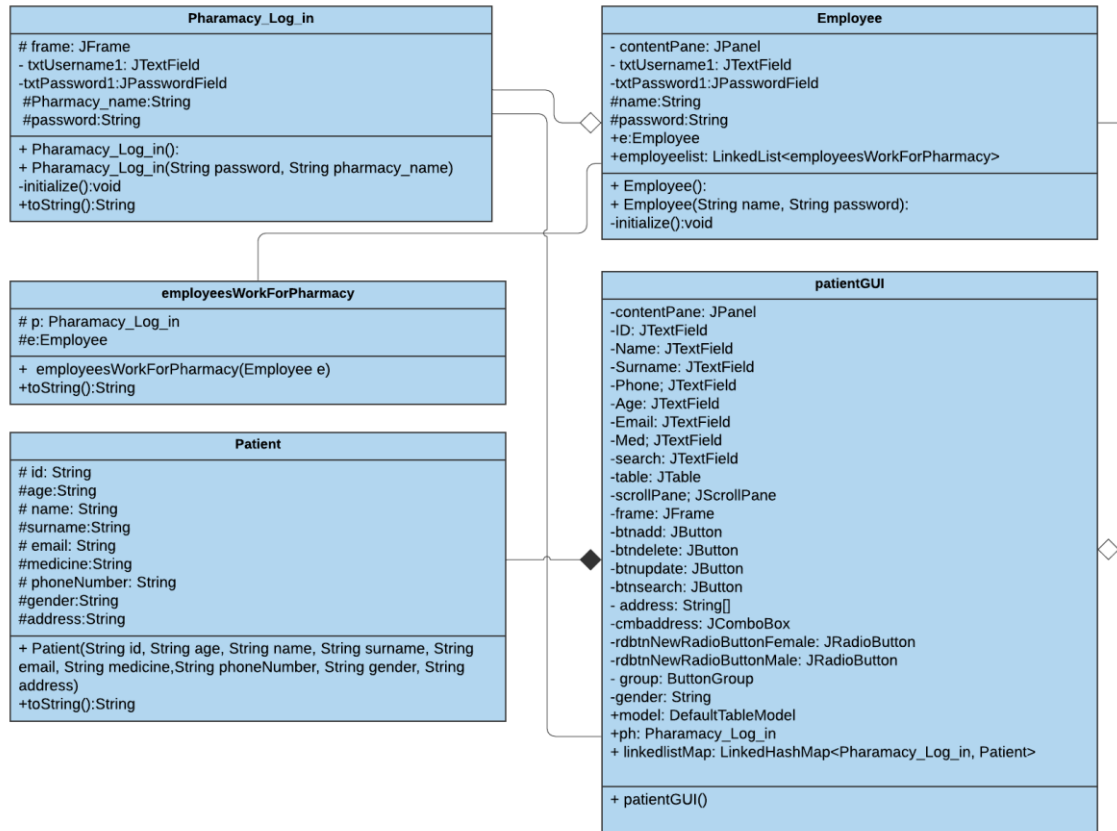 Pharamacy_Log_in
# frame: JFrame
- txtUsername1: JTextField
-txtPassword1:JPasswordField
#Pharmacy_name:String
#password:String
+ Pharamacy_Log_in():
+ Pharamacy_Log_in(String password, String pharmacy_name)
-initialize():void
+toString():String
Employee
- contentPane: JPanel
- txtUsername1: JTextField
-txtPassword1:JPasswordField
#name:String
#password:String
+e:Employee
+employeelist: LinkedList<employeesWorkForPharmacy>
+ Employee():
+ Employee(String name, String password):
-initialize():void
employeesWorkForPharmacy
# p: Pharamacy_Log_in
#e:Employee
+ employeesWorkForPharmacy(Employee e)
+toString():String
Patient
# id: String
#age:String
# name: String
#surname:String
# email: String
#medicine:String
# phoneNumber: String
#gender:String
#address:String
+ Patient(String id, String age, String name, String surname, String
email, String medicine,String phoneNumber, String gender, String
address)
+toString():String
patientGUI
-contentPane: JPanel
-ID: JTextField
-Name: JTextField
-Surname: JTextField
-Phone; JTextField
-Age: JTextField
-Email: JTextField
-Med; JTextField
-search: JTextField
-table: JTable
-scrollPane; JScrollPane
-frame: JFrame
-btnadd: JButton
-btndelete: JButton
-btnupdate: JButton
-btnsearch: JButton
- address: String[]
-cmbaddress: JComboBox
-rdbtnNewRadioButtonFemale: JRadioButton
-rdbtnNewRadioButtonMale: JRadioButton
- group: ButtonGroup
-gender: String
+model: DefaultTableModel
+ph: Pharamacy_Log_in
+ linkedlistMap: LinkedHashMap<Pharamacy_Log_in, Patient>
+ patientGUI()